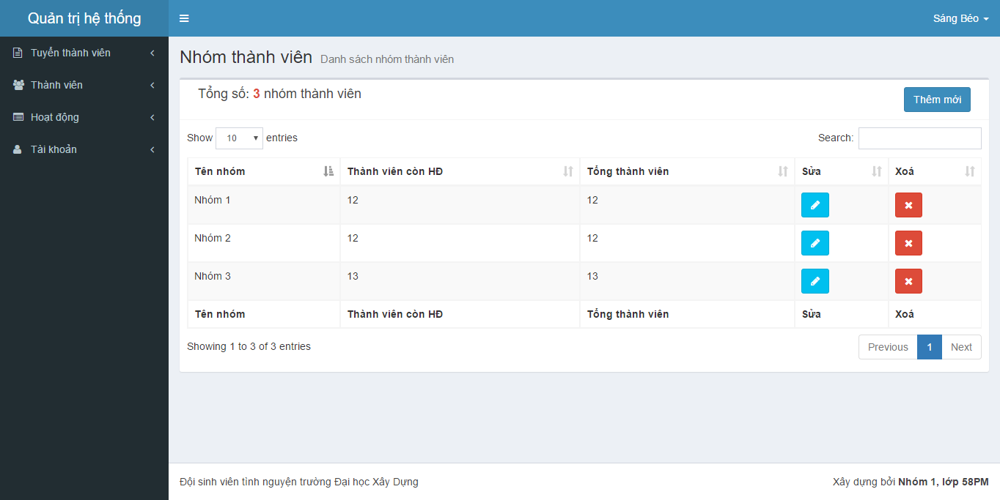 Quản trị hệ thống
Sáng Béo
Tuyển thành viên
Thành viên
Hoạt động
Tài khoản
Nhóm thành viên Danh sách nhóm thành viên
Tổng số: 3 nhóm thành viên
Thêm mới
Show 10 entries
Search:
Tên nhóm Thành viên còn HĐ Tổng thành viên Sửa Xoá
Nhóm 1 12 12
Nhóm 2 12 12
Nhóm 3 13 13
Tên nhóm Thành viên còn HĐ Tổng thành viên Sửa Xoá
Showing 1 to 3 of 3 entries
Previous 1 Next
Đội sinh viên tình nguyện trường Đại học Xây Dựng
Xây dựng bởi Nhóm 1, lớp 58PM